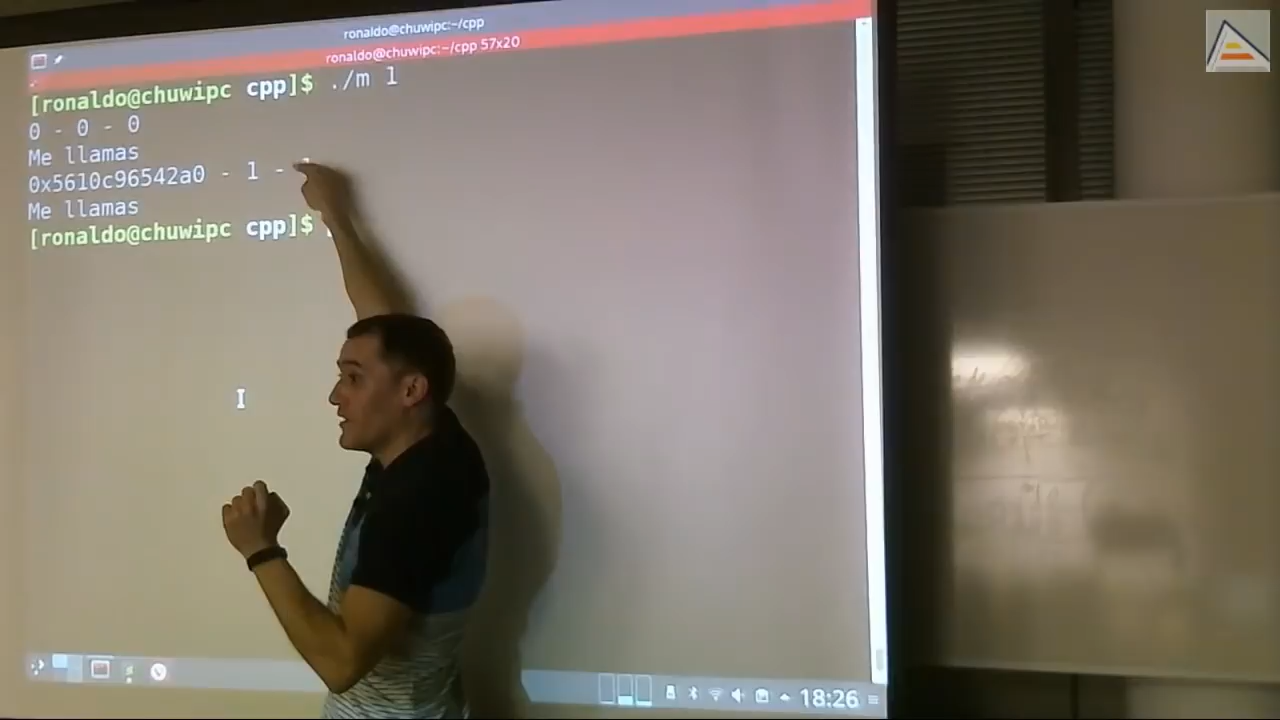 ronaldo@chuwipc:~/cpp
ronaldo@chuwipc:~/cpp 57x20
[ronaldo@chuwipc cpp]$ ./m 1
0 - 0 - 0
Me llamas
0x5610c96542a0 - 1 -
Me llamas
[ronaldo@chuwipc cpp]$
18:26